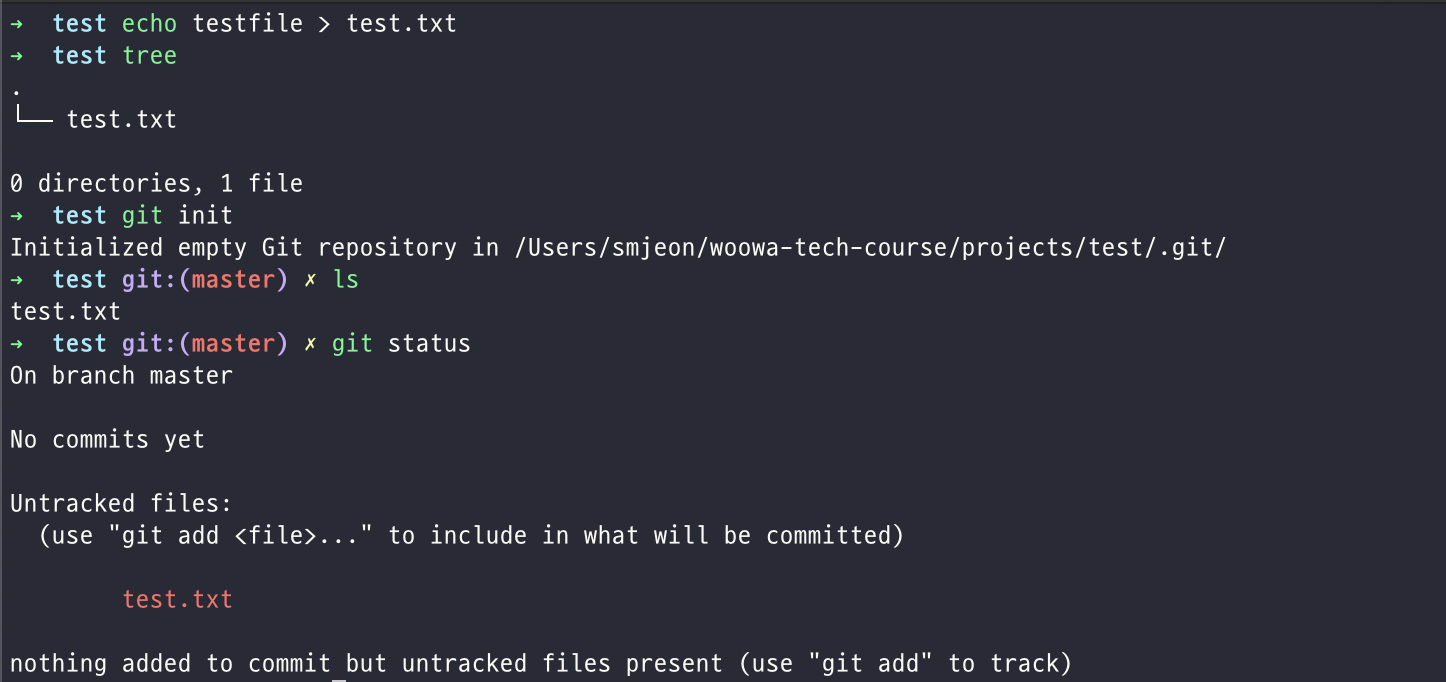 → test echo testfile > test.txt
→ test tree
.
└── test.txt
0 directories, 1 file
→ test git init
Initialized empty Git repository in /Users/smjeon/woowa-tech-course/projects/test/.git/
→ test git:(master) ✗ ls
test.txt
→ test git:(master) ✗ git status
On branch master
No commits yet
Untracked files:
(use "git add <file>..." to include in what will be committed)
test.txt
nothing added to commit but untracked files present (use "git add" to track)